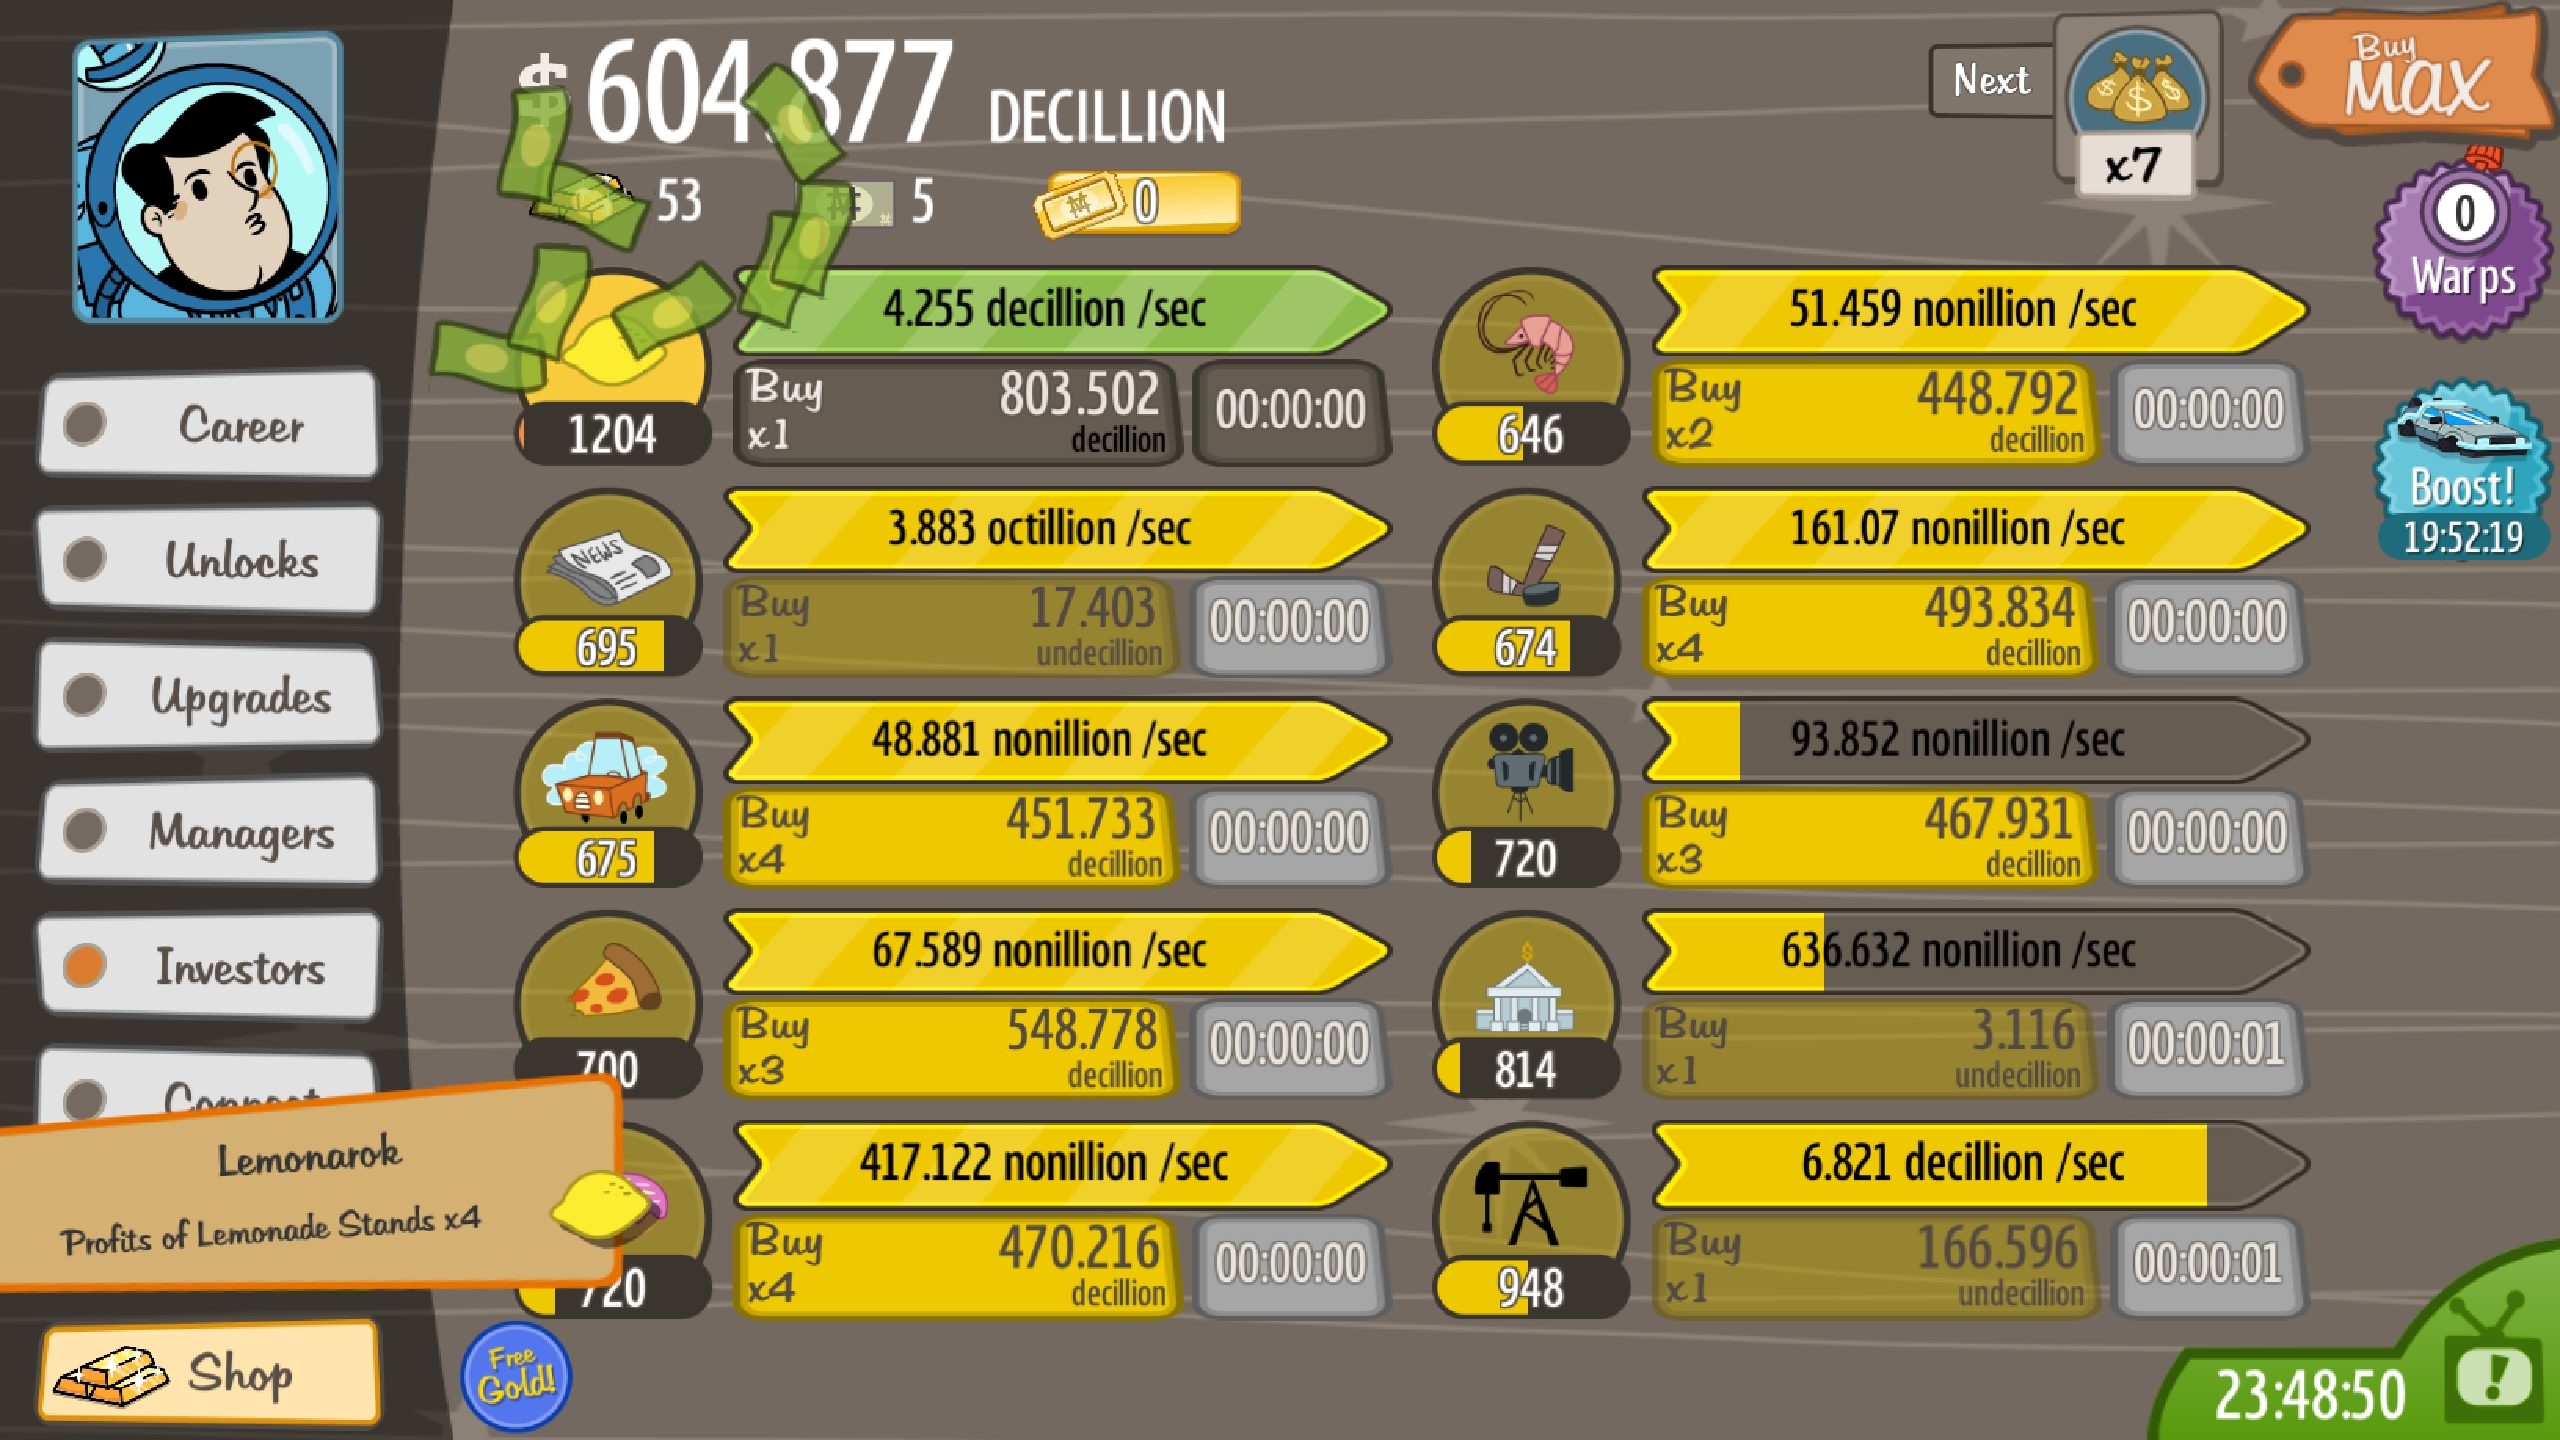 $ 604.877 DECILLION
53
5
0
Next
x7
Buy
MAX
0
Warps
Boost!
19:52:19
Career
Unlocks
Upgrades
Managers
Investors
Connect
Lemonarok
Profits of Lemonade Stands x4
Shop
Free
Gold!
4.255 decillion /sec
1204
Buy
x1
803.502
decillion
00:00:00
NEWS
3.883 octillion /sec
695
Buy
x1
17.403
undecillion
00:00:00
48.881 nonillion /sec
675
Buy
x4
451.733
decillion
00:00:00
67.589 nonillion /sec
700
Buy
x3
548.778
decillion
00:00:00
417.122 nonillion /sec
720
Buy
x4
470.216
decillion
00:00:00
51.459 nonillion /sec
646
Buy
x2
448.792
decillion
00:00:00
161.07 nonillion /sec
674
Buy
x4
493.834
decillion
00:00:00
93.852 nonillion /sec
720
Buy
x3
467.931
decillion
00:00:00
636.632 nonillion /sec
814
Buy
x1
3.116
undecillion
00:00:01
6.821 decillion /sec
948
Buy
x1
166.596
undecillion
00:00:01
23:48:50
!